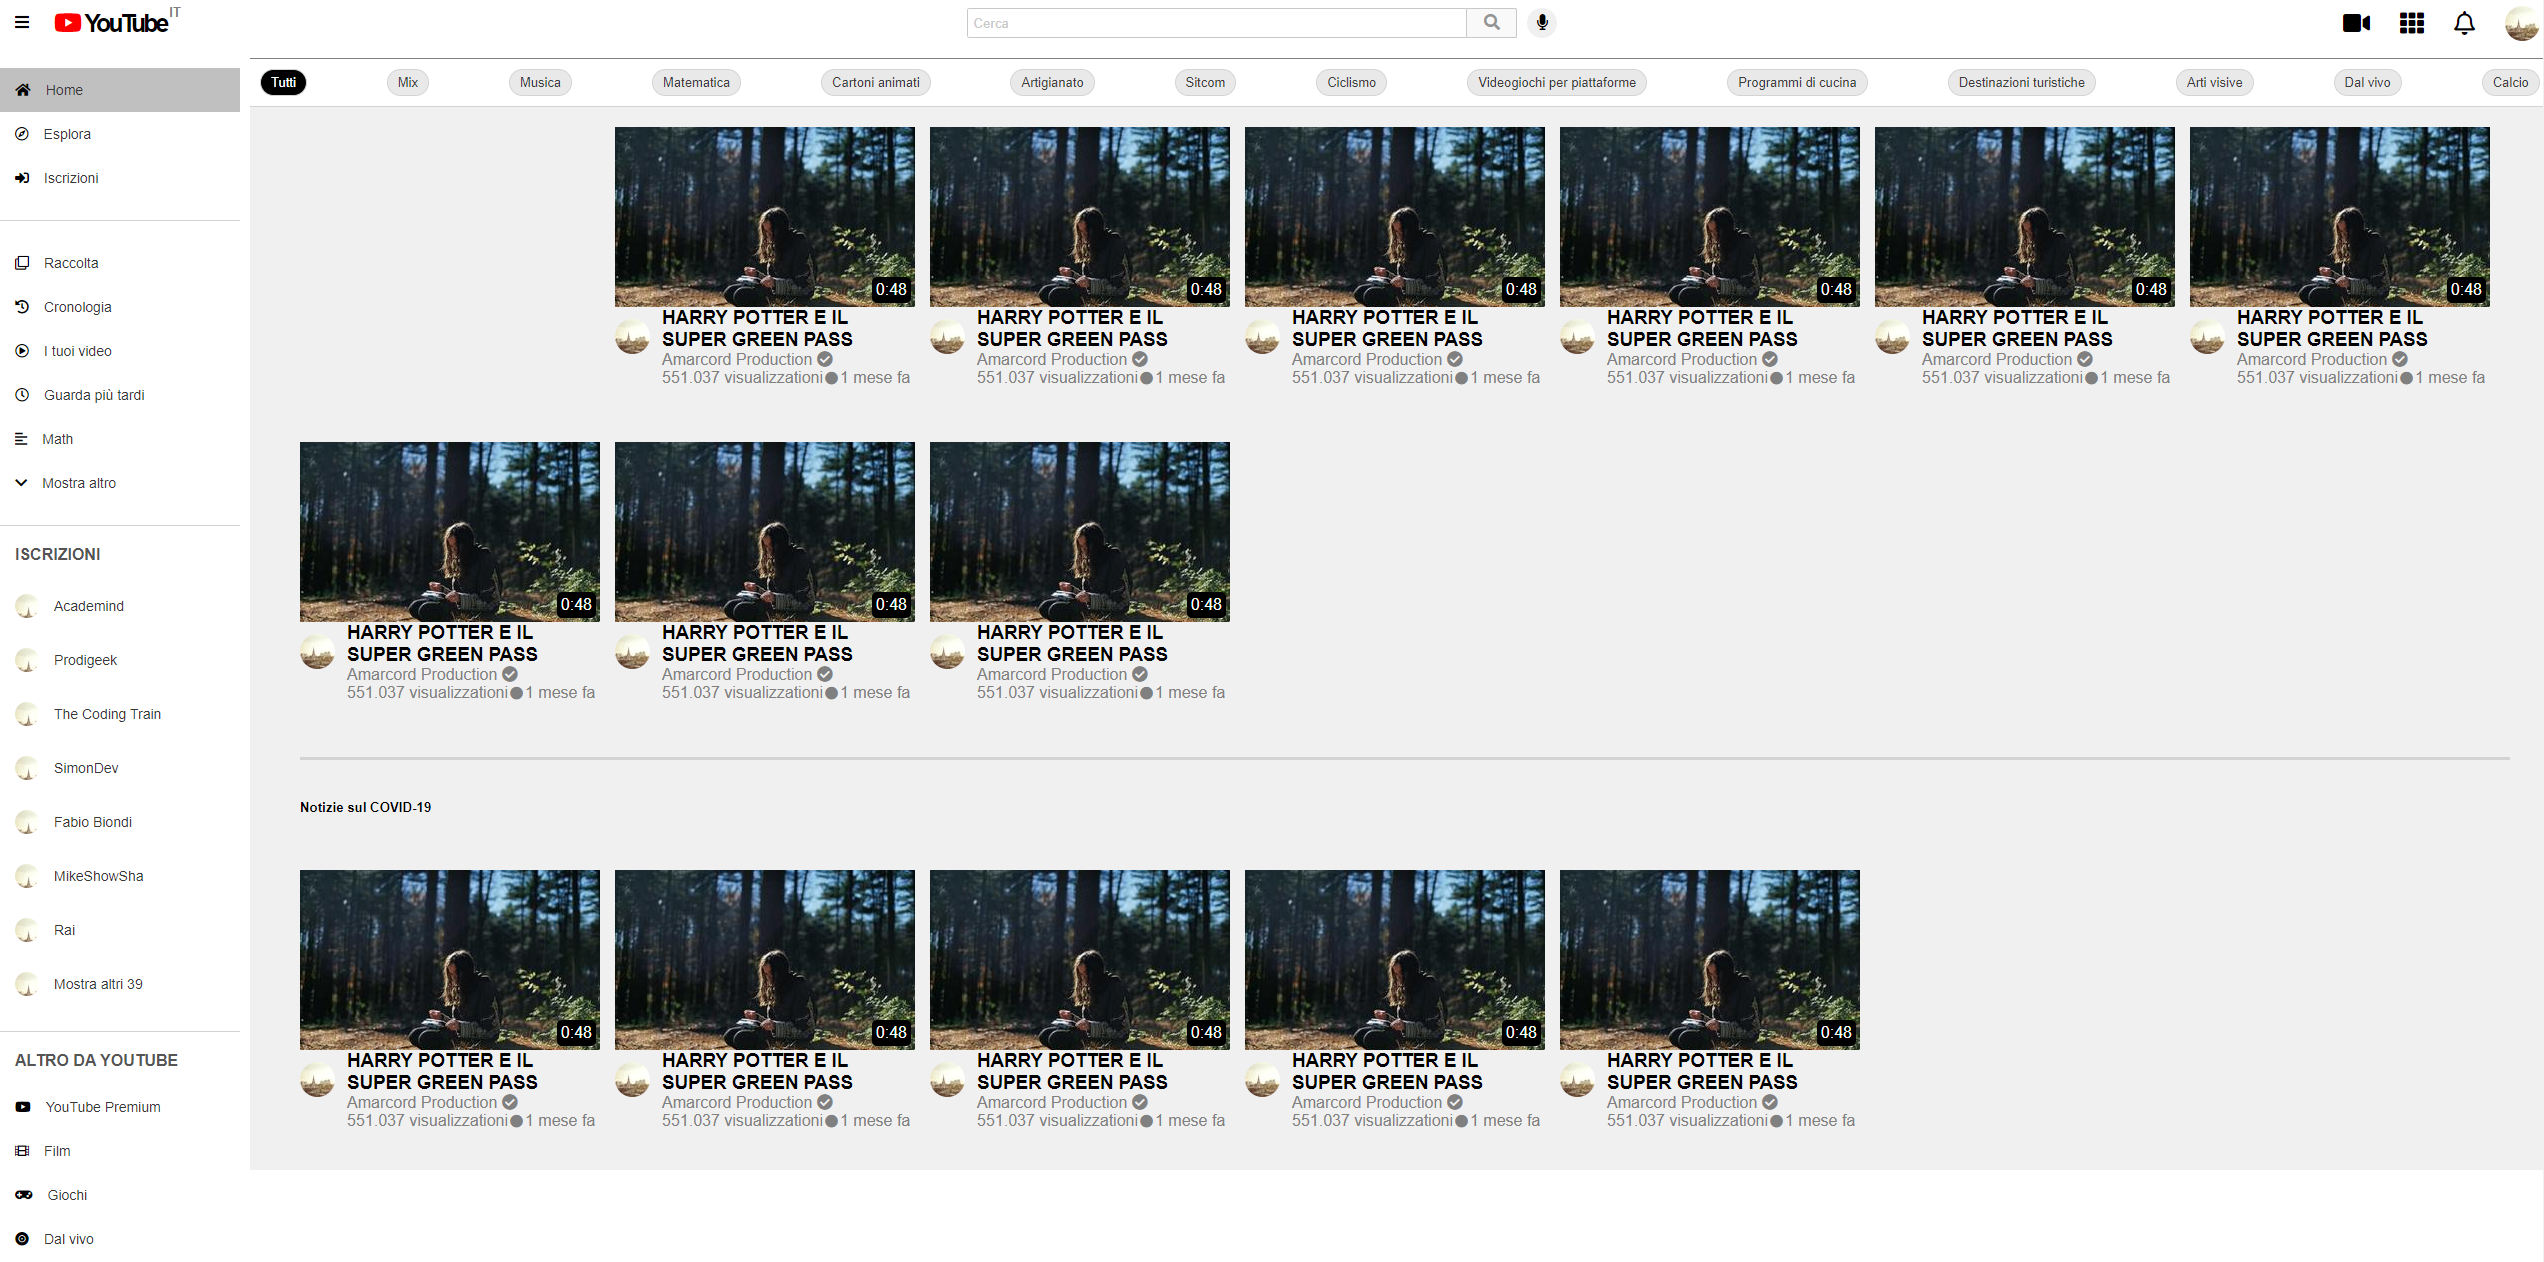 YouTube IT
Cerca
Tutti Mix Musica Matematica Cartoni animati Artigianato Sitcom Ciclismo Videogiochi per piattaforme Programmi di cucina Destinazioni turistiche Arti visive Dal vivo Calcio
Home
Esplora
Iscrizioni
Raccolta
Cronologia
I tuoi video
Guarda più tardi
Math
Mostra altro
ISCRIZIONI
Academind
Prodigeek
The Coding Train
SimonDev
Fabio Biondi
MikeShowSha
Rai
Mostra altri 39
ALTRO DA YOUTUBE
YouTube Premium
Film
Giochi
Dal vivo
0:48
HARRY POTTER E IL
SUPER GREEN PASS
Amarcord Production
551.037 visualizzazioni 1 mese fa
0:48
HARRY POTTER E IL
SUPER GREEN PASS
Amarcord Production
551.037 visualizzazioni 1 mese fa
0:48
HARRY POTTER E IL
SUPER GREEN PASS
Amarcord Production
551.037 visualizzazioni 1 mese fa
0:48
HARRY POTTER E IL
SUPER GREEN PASS
Amarcord Production
551.037 visualizzazioni 1 mese fa
0:48
HARRY POTTER E IL
SUPER GREEN PASS
Amarcord Production
551.037 visualizzazioni 1 mese fa
0:48
HARRY POTTER E IL
SUPER GREEN PASS
Amarcord Production
551.037 visualizzazioni 1 mese fa
0:48
HARRY POTTER E IL
SUPER GREEN PASS
Amarcord Production
551.037 visualizzazioni 1 mese fa
0:48
HARRY POTTER E IL
SUPER GREEN PASS
Amarcord Production
551.037 visualizzazioni 1 mese fa
0:48
HARRY POTTER E IL
SUPER GREEN PASS
Amarcord Production
551.037 visualizzazioni 1 mese fa
Notizie sul COVID-19
0:48
HARRY POTTER E IL
SUPER GREEN PASS
Amarcord Production
551.037 visualizzazioni 1 mese fa
0:48
HARRY POTTER E IL
SUPER GREEN PASS
Amarcord Production
551.037 visualizzazioni 1 mese fa
0:48
HARRY POTTER E IL
SUPER GREEN PASS
Amarcord Production
551.037 visualizzazioni 1 mese fa
0:48
HARRY POTTER E IL
SUPER GREEN PASS
Amarcord Production
551.037 visualizzazioni 1 mese fa
0:48
HARRY POTTER E IL
SUPER GREEN PASS
Amarcord Production
551.037 visualizzazioni 1 mese fa